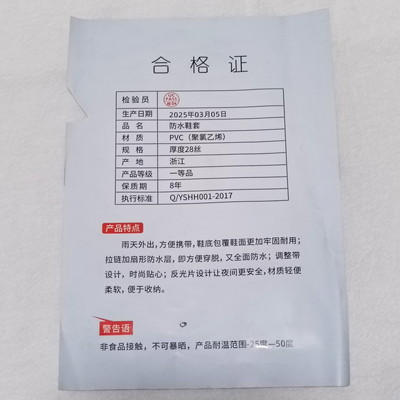 合格证
检验员
生产日期 2025年03月05日
品名 防水鞋套
材质 PVC（聚氯乙烯）
规格 厚度28丝
产地 浙江
产品等级 一等品
保质期 8年
执行标准 Q/YSHH001-2017
产品特点
雨天外出，方便携带，鞋底包覆鞋面更加牢固耐用；
拉链加扇形防水层，即方便穿脱，又全面防水；调整带
设计，时尚贴心；反光片设计让夜间更安全，材质轻便
柔软，便于收纳。
警告语
非食品接触，不可暴晒，产品耐温范围-25度—50度